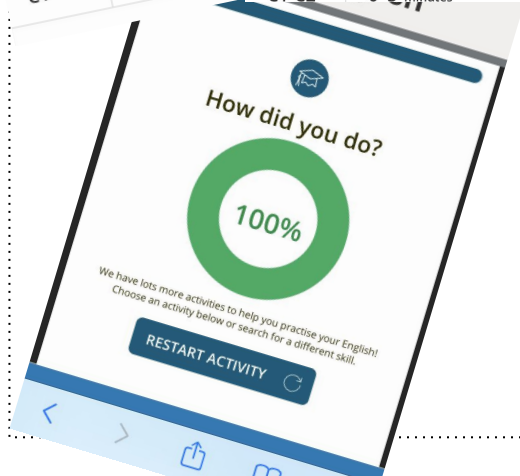 minutes
How did you do?
100%
We have lots more activities to help you practise your English!
Choose an activity below or search for a different skill.
RESTART ACTIVITY